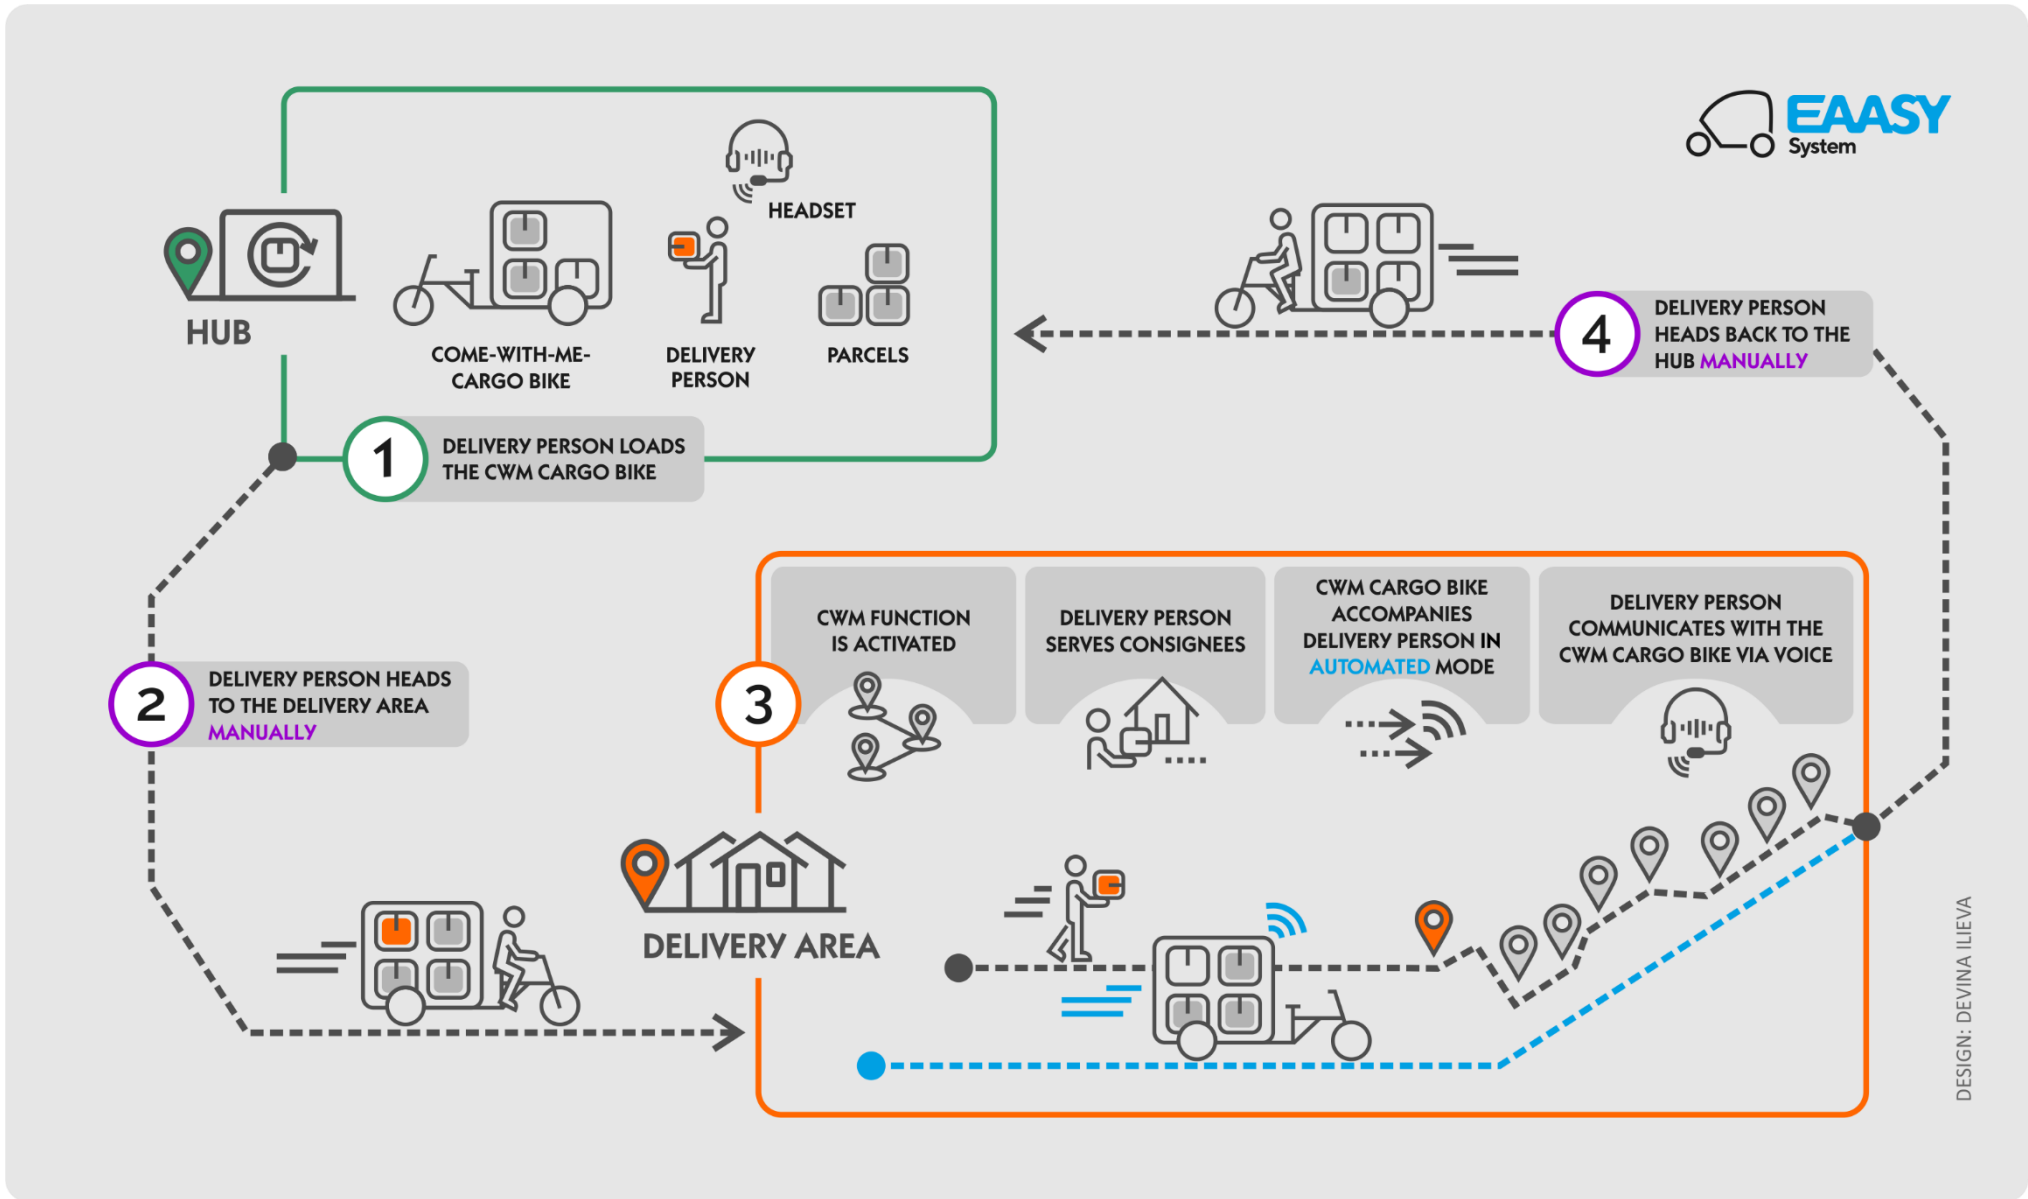 EAASY
System
HEADSET
HUB
COME-WITH-ME-
CARGO BIKE
DELIVERY
PERSON
PARCELS
1
DELIVERY PERSON LOADS
THE CWM CARGO BIKE
4
DELIVERY PERSON
HEADS BACK TO THE
HUB MANUALLY
2
DELIVERY PERSON HEADS
TO THE DELIVERY AREA
MANUALLY
3
CWM FUNCTION
IS ACTIVATED
DELIVERY PERSON
SERVES CONSIGNEES
CWM CARGO BIKE
ACCOMPANIES
DELIVERY PERSON IN
AUTOMATED MODE
DELIVERY PERSON
COMMUNICATES WITH THE
CWM CARGO BIKE VIA VOICE
DELIVERY AREA
DESIGN: DEVINA ILIEVA